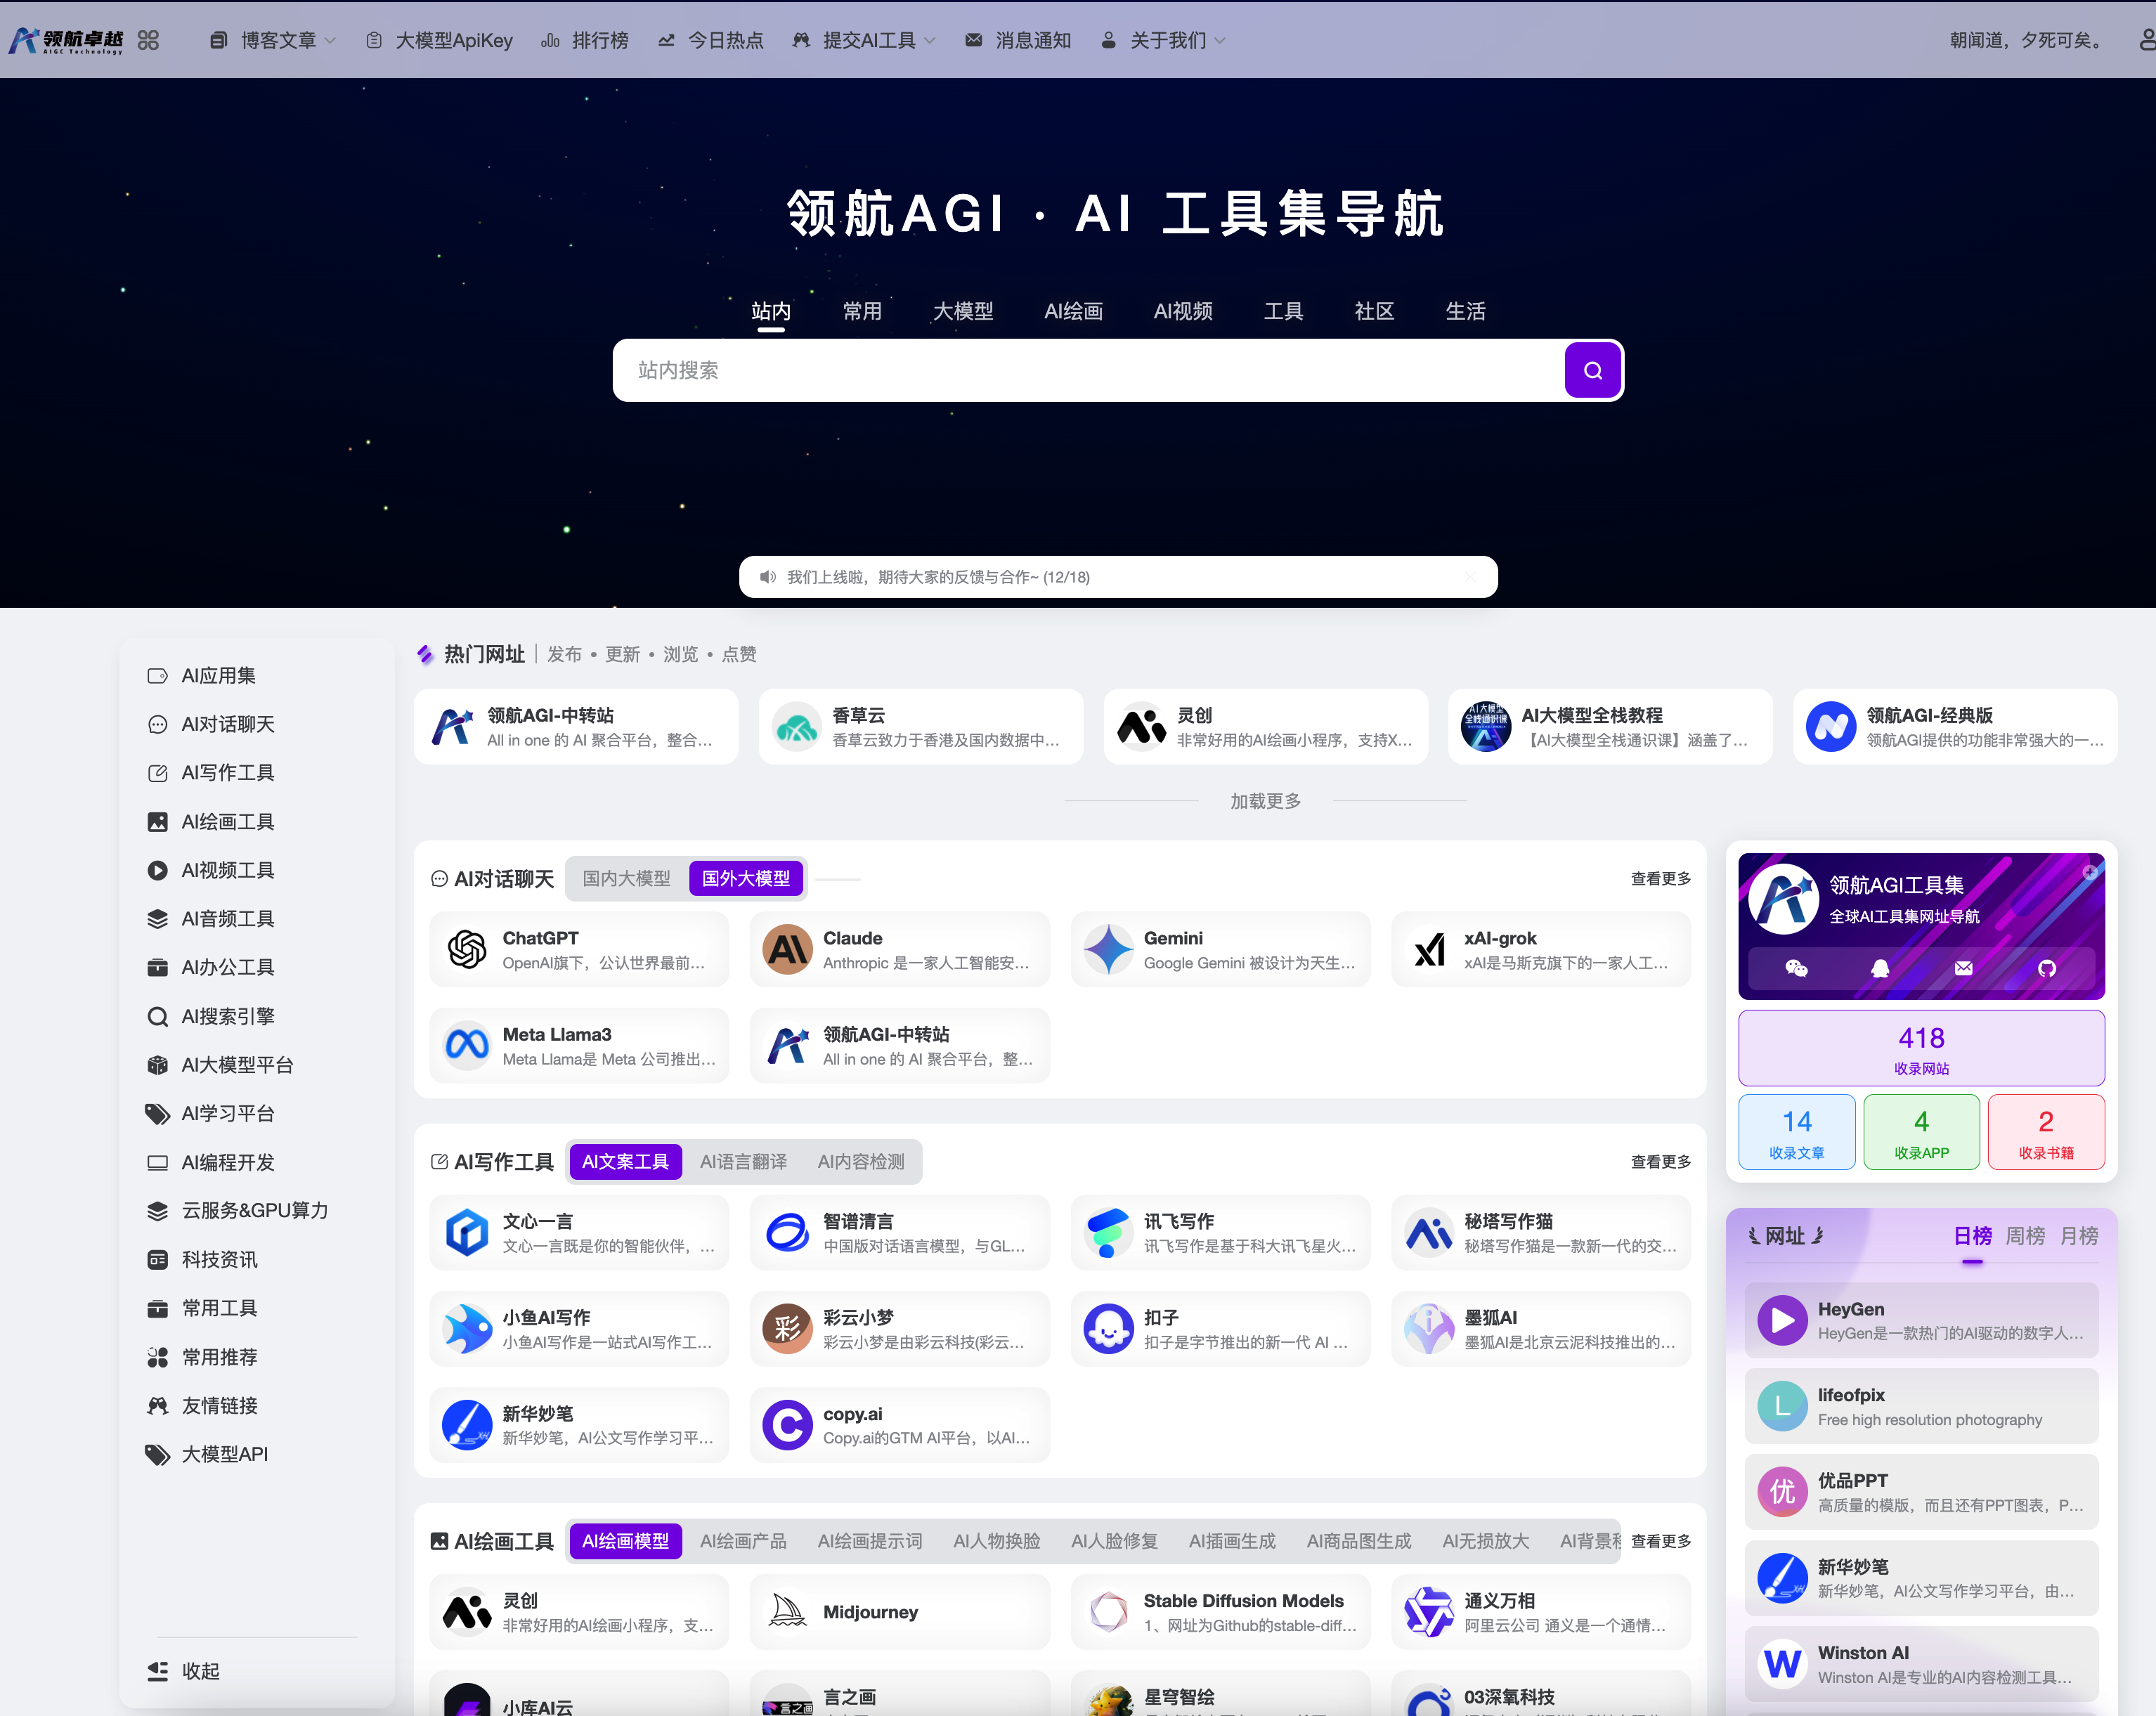 领航卓越
AIGC Technology
博客文章
大模型ApiKey
排行榜
今日热点
提交AI工具
消息通知
关于我们
朝闻道，夕死可矣。
领航AGI · AI 工具集导航
站内 常用 大模型 AI绘画 AI视频 工具 社区 生活
站内搜索
我们上线啦，期待大家的反馈与合作~ (12/18)
AI应用集
AI对话聊天
AI写作工具
AI绘画工具
AI视频工具
AI音频工具
AI办公工具
AI搜索引擎
AI大模型平台
AI学习平台
AI编程开发
云服务&GPU算力
科技资讯
常用工具
常用推荐
友情链接
大模型API
收起
热门网址 发布 • 更新 • 浏览 • 点赞
领航AGI-中转站
All in one 的 AI 聚合平台，整合...
香草云
香草云致力于香港及国内数据中...
灵创
非常好用的AI绘画小程序，支持X...
AI大模型
全栈通识课
AI大模型全栈教程
【AI大模型全栈通识课】涵盖了...
领航AGI-经典版
领航AGI提供的功能非常强大的一...
加载更多
AI对话聊天 国内大模型 国外大模型 查看更多
ChatGPT
OpenAI旗下，公认世界最前...
Claude
Anthropic 是一家人工智能安...
Gemini
Google Gemini 被设计为天生...
xAI-grok
xAI是马斯克旗下的一家人工...
Meta Llama3
Meta Llama是 Meta 公司推出...
领航AGI-中转站
All in one 的 AI 聚合平台，整...
AI写作工具 AI文案工具 AI语言翻译 AI内容检测 查看更多
文心一言
文心一言既是你的智能伙伴，...
智谱清言
中国版对话语言模型，与GL...
讯飞写作
讯飞写作是基于科大讯飞星火...
秘塔写作猫
秘塔写作猫是一款新一代的交...
小鱼AI写作
小鱼AI写作是一站式AI写作工...
彩
彩云小梦
彩云小梦是由彩云科技(彩云...
扣子
扣子是字节推出的新一代 AI ...
墨狐AI
墨狐AI是北京云泥科技推出的...
新华妙笔
新华妙笔，AI公文写作学习平...
copy.ai
Copy.ai的GTM AI平台，以AI...
AI绘画工具 AI绘画模型 AI绘画产品 AI绘画提示词 AI人物换脸 AI人脸修复 AI插画生成 AI商品图生成 AI无损放大 AI背景 查看更多
灵创
非常好用的AI绘画小程序，支...
Midjourney
Stable Diffusion Models
1、网址为Github的stable-diff...
通义万相
阿里云公司 通义是一个通情...
小库AI云
言之画
言之画
星穹智绘
03深氧科技
领航AGI工具集
全球AI工具集网址导航
418
收录网站
14
收录文章
4
收录APP
2
收录书籍
网址 日榜 周榜 月榜
HeyGen
HeyGen是一款热门的AI驱动的数字人...
L
lifeofpix
Free high resolution photography
优
优品PPT
高质量的模版，而且还有PPT图表，P...
新华妙笔
新华妙笔，AI公文写作学习平台，由...
W
Winston AI
Winston AI是专业的AI内容检测工具...